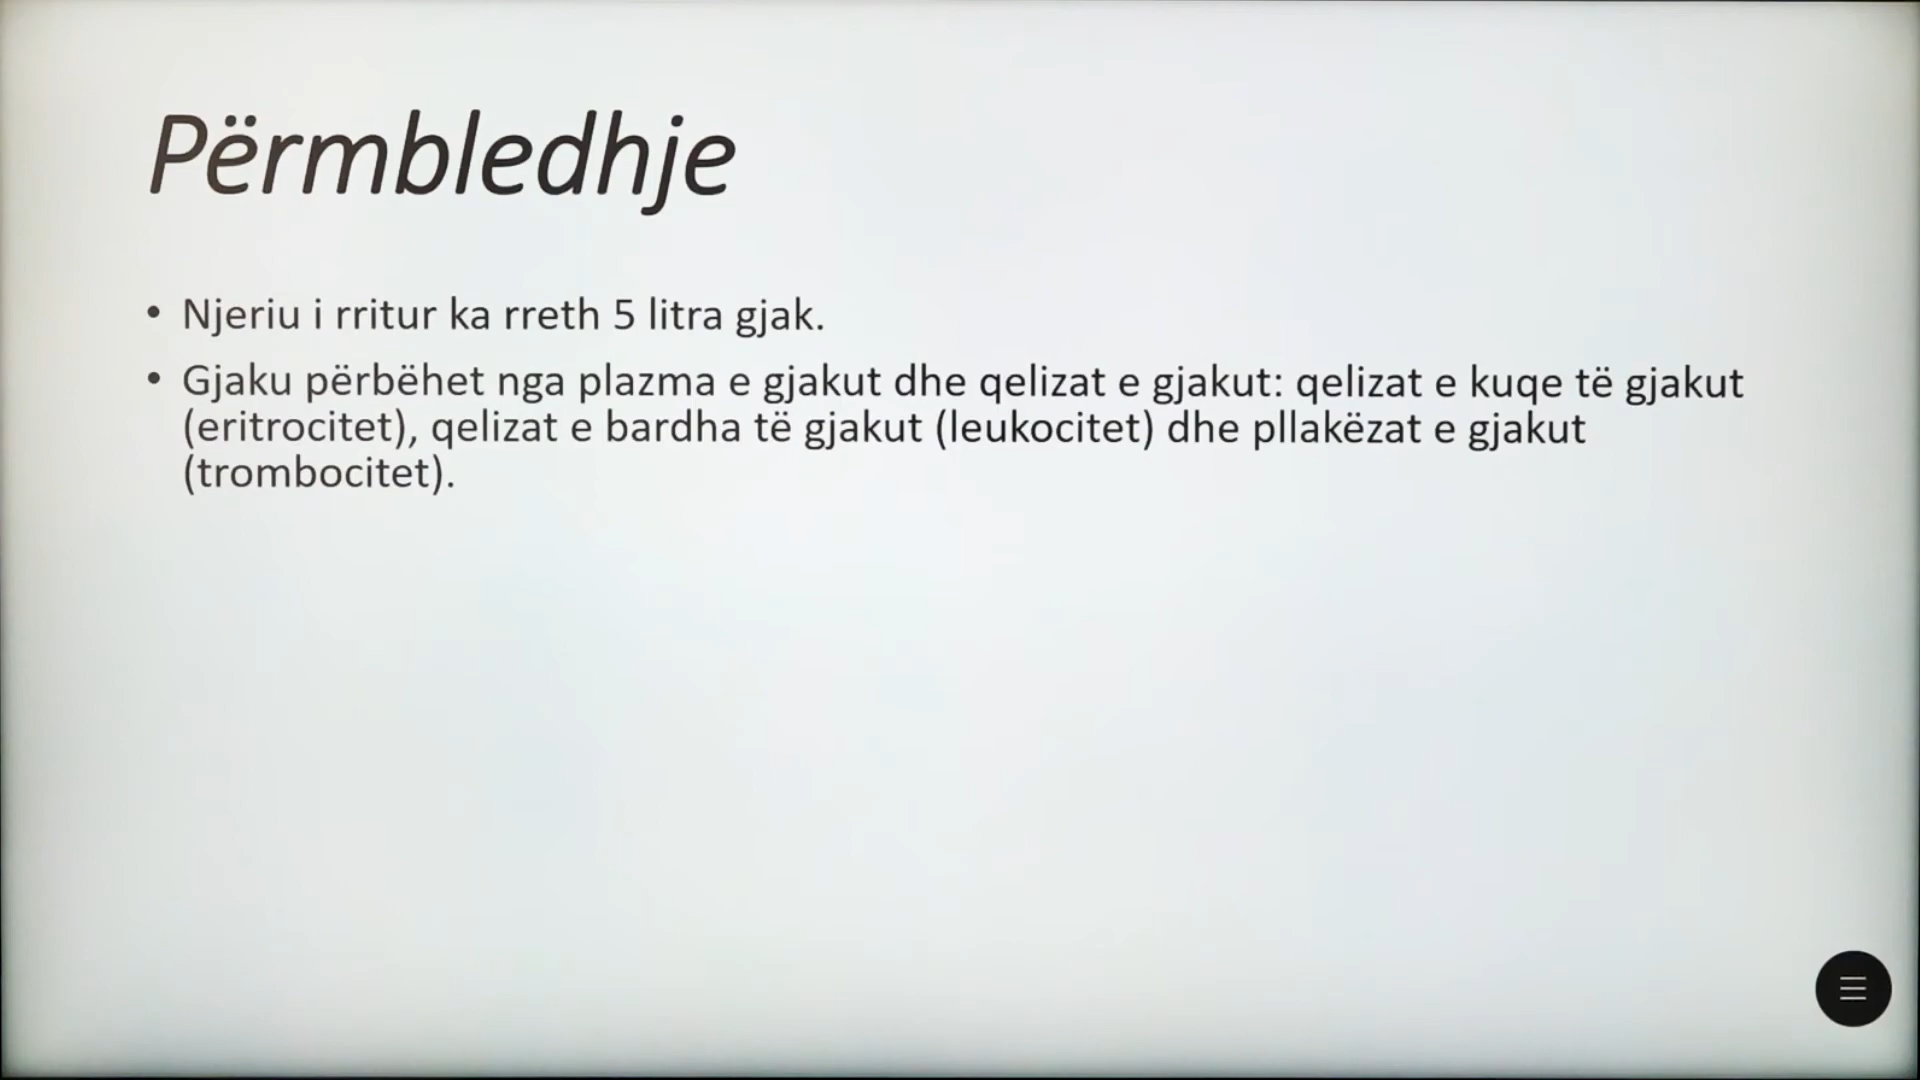 Përmbledhje
• Njeriu i rritur ka rreth 5 litra gjak.
• Gjaku përbëhet nga plazma e gjakut dhe qelizat e gjakut: qelizat e kuqe të gjakut
(eritrocitet), qelizat e bardha të gjakut (leukocitet) dhe pllakëzat e gjakut
(trombocitet).